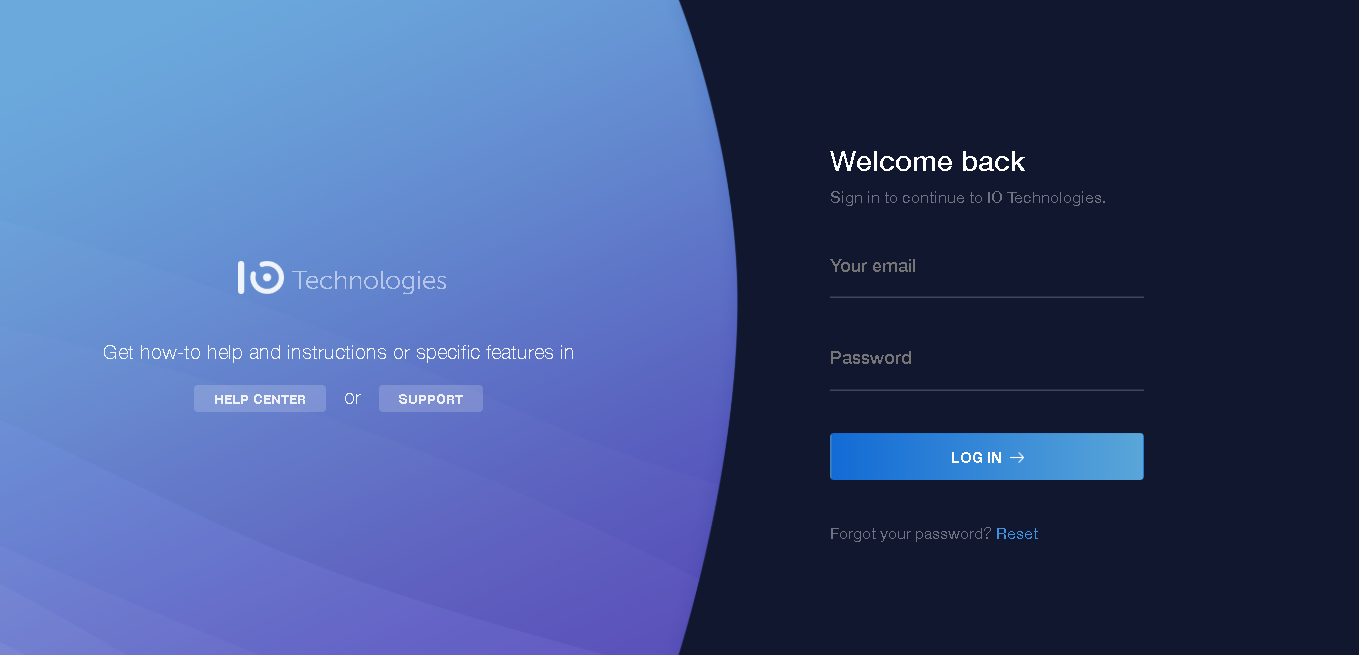 IO Technologies
Get how-to help and instructions or specific features in
HELP CENTER or SUPPORT
Welcome back
Sign in to continue to IO Technologies.
Your email
Password
LOG IN →
Forgot your password? Reset